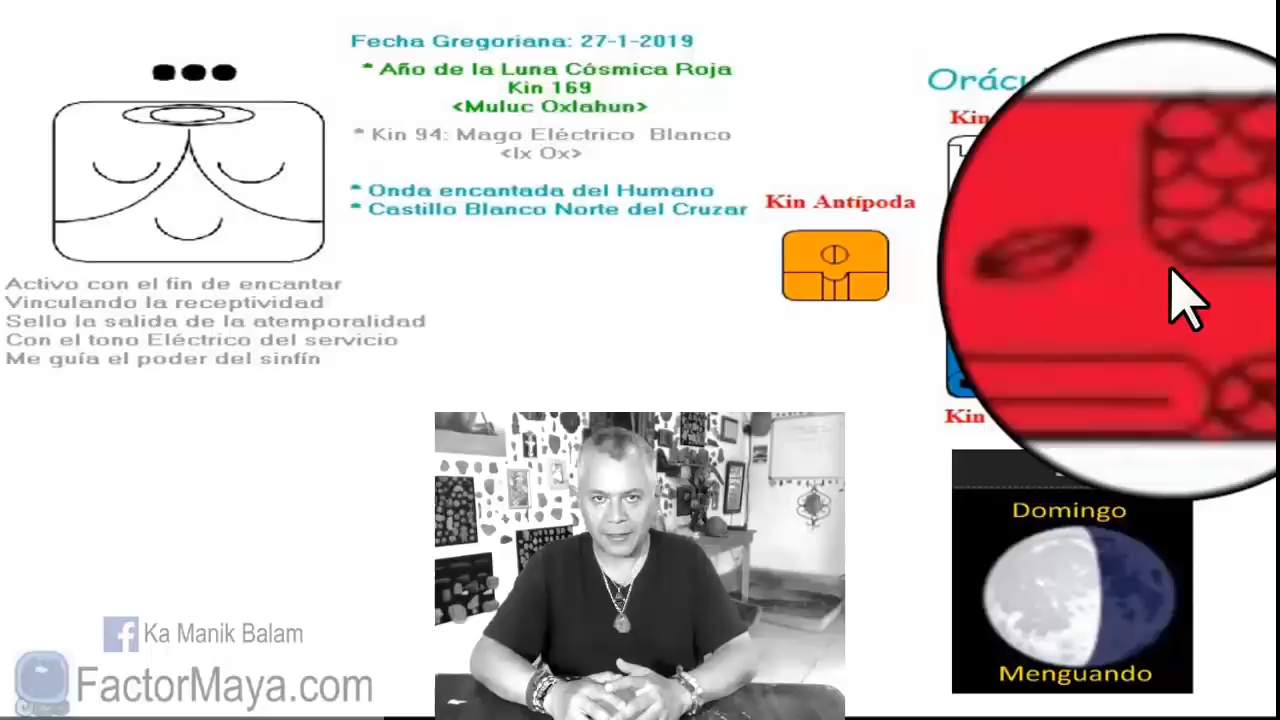 Fecha Gregoriana: 27-1-2019
* Año de la Luna Cósmica Roja
Kin 169
<Muluc Oxlahun>
* Kin 94: Mago Eléctrico Blanco
<Ix Ox>
* Onda encantada del Humano
* Castillo Blanco Norte del Cruzar
Activo con el fin de encantar
Vinculando la receptividad
Sello la salida de la atemporalidad
Con el tono Eléctrico del servicio
Me guía el poder del sinfín
Kin Antípoda
Kin
Kin
Domingo
Menguando
Ka Manik Balam
FactorMaya.com